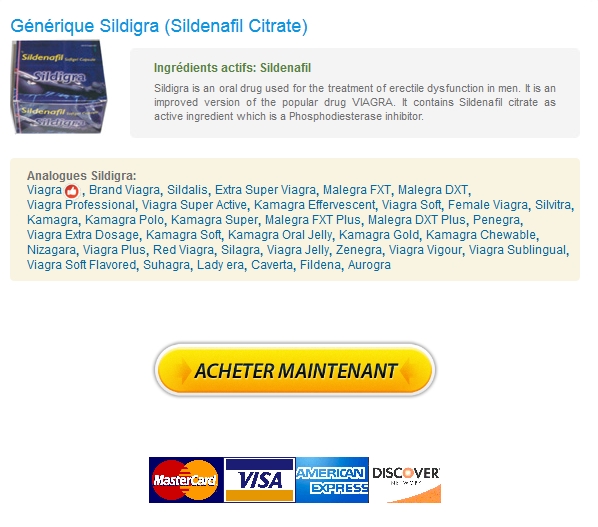 Générique Sildigra (Sildenafil Citrate)
Sildenafil
Softgel Capsule
Sildigra
Sildenafil
Sildigra
Ingrédients actifs: Sildenafil
Sildigra is an oral drug used for the treatment of erectile dysfunction in men. It is an
improved version of the popular drug VIAGRA. It contains Sildenafil citrate as
active ingredient which is a Phosphodiesterase inhibitor.
Analogues Sildigra:
Viagra , Brand Viagra, Sildalis, Extra Super Viagra, Malegra FXT, Malegra DXT,
Viagra Professional, Viagra Super Active, Kamagra Effervescent, Viagra Soft, Female Viagra, Silvitra,
Kamagra, Kamagra Polo, Kamagra Super, Malegra FXT Plus, Malegra DXT Plus, Penegra,
Viagra Extra Dosage, Kamagra Soft, Kamagra Oral Jelly, Kamagra Gold, Kamagra Chewable,
Nizagara, Viagra Plus, Red Viagra, Silagra, Viagra Jelly, Zenegra, Viagra Vigour, Viagra Sublingual,
Viagra Soft Flavored, Suhagra, Lady era, Caverta, Fildena, Aurogra
ACHETER MAINTENANT
MasterCard VISA AMERICAN EXPRESS DISCOVER NETWORK